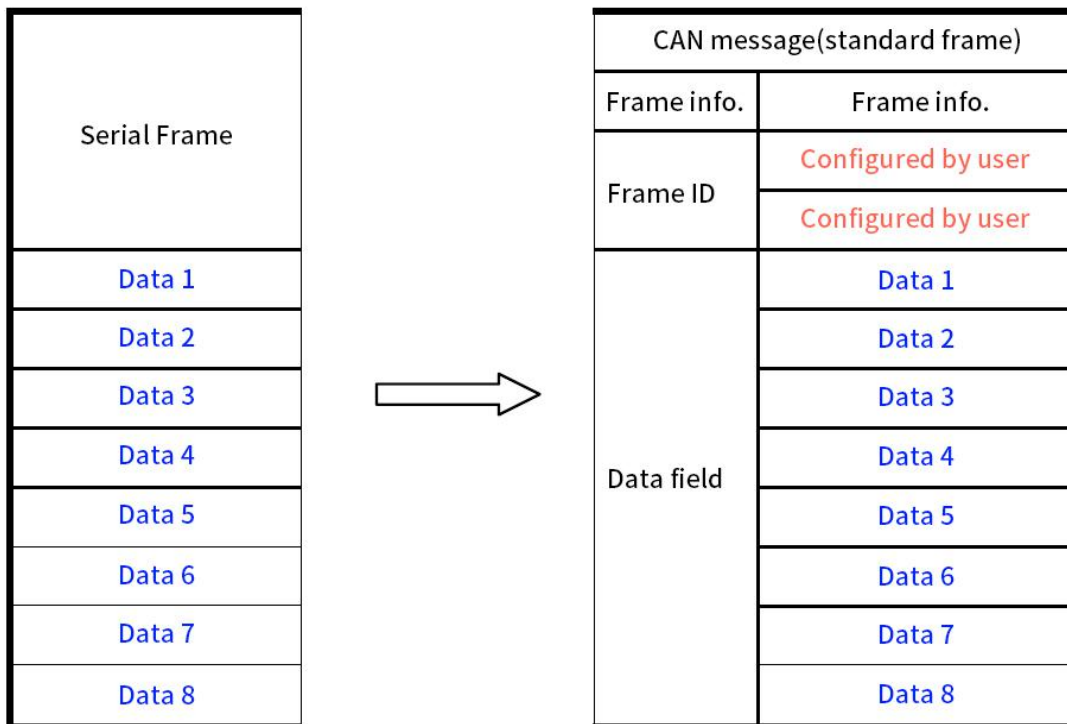 Serial Frame
Data 1
Data 2
Data 3
Data 4
Data 5
Data 6
Data 7
Data 8
CAN message(standard frame)
Frame info.
Frame info.
Frame ID
Configured by user
Configured by user
Data field
Data 1
Data 2
Data 3
Data 4
Data 5
Data 6
Data 7
Data 8